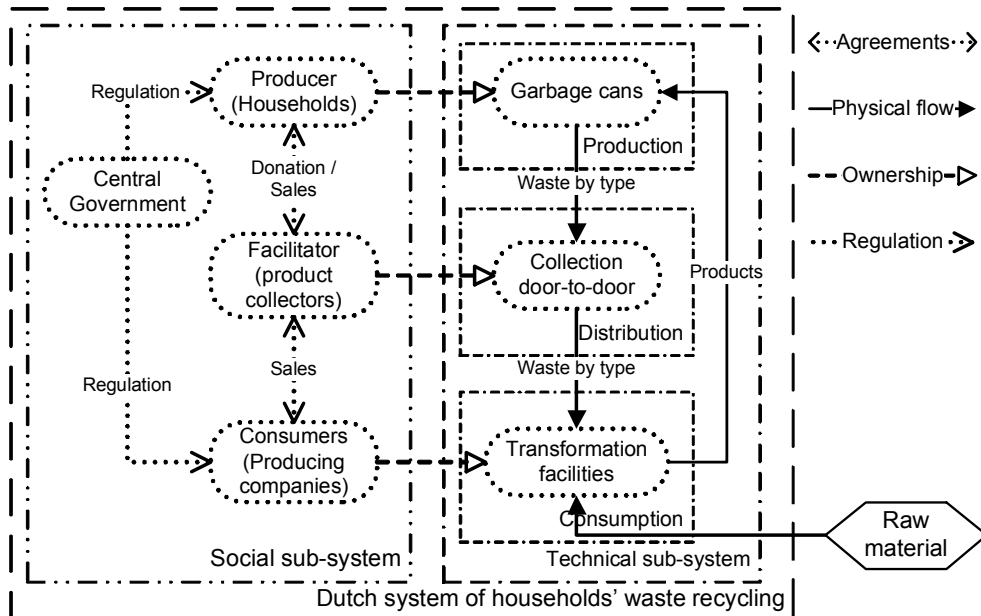 Regulation
Producer
(Households)
Central
Government
Donation /
Sales
Facilitator
(product
collectors)
Regulation
Sales
Consumers
(Producing
companies)
Social sub-system
Garbage cans
Production
Waste by type
Collection
door-to-door
Distribution
Products
Waste by type
Transformation
facilities
Consumption
Technical sub-system
Dutch system of households' waste recycling
Agreements
Physical flow
Ownership
Regulation
Raw
material